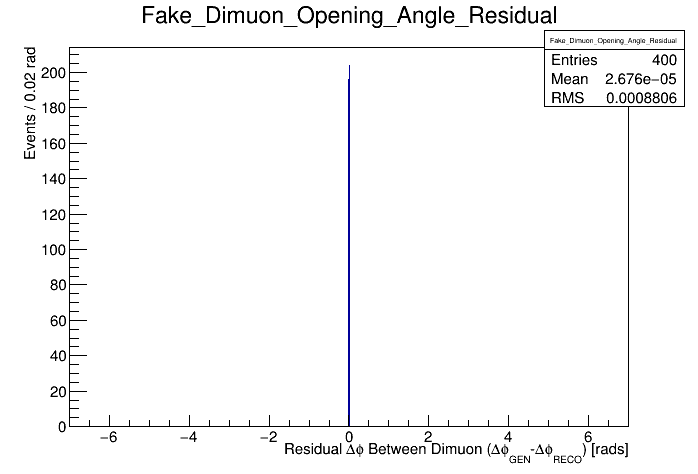 Fake_Dimuon_Opening_Angle_Residual
Fake_Dimuon_Opening_Angle_Residual
Entries 400
Mean 2.676e−05
RMS 0.0008806
Events / 0.02 rad
200
180
160
140
120
100
80
60
40
20
0
−6 −4 −2 0 2 4 6
Residual Δϕ Between Dimuon (Δϕ_GEN-Δϕ_RECO) [rads]